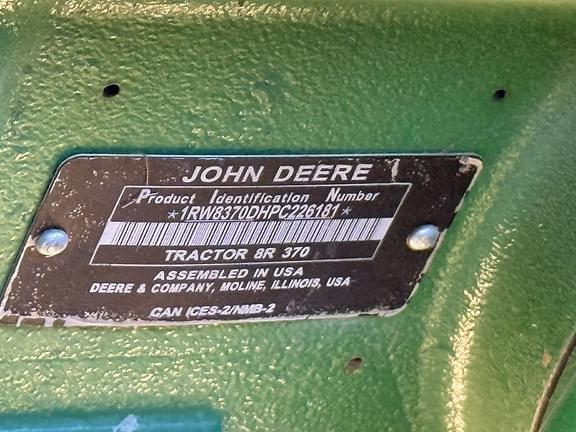 JOHN DEERE
Product Identification Number
*1RW8370DHPC226181*
TRACTOR 8R 370
ASSEMBLED IN USA
DEERE & COMPANY, MOLINE, ILLINOIS, USA
CAN ICES-2/NMB-2